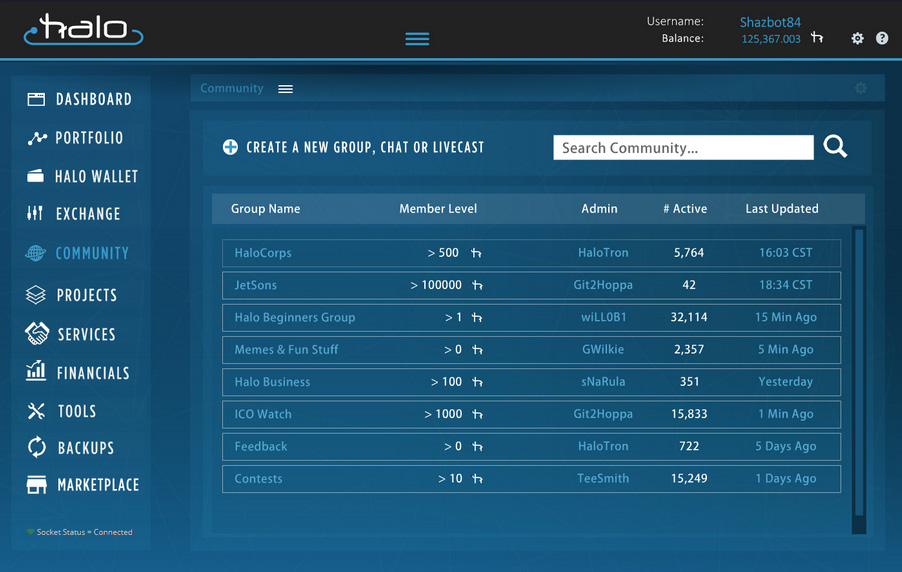 halo
Username: Shazbot84
Balance: 125,367.003
DASHBOARD
PORTFOLIO
HALO WALLET
EXCHANGE
COMMUNITY
PROJECTS
SERVICES
FINANCIALS
TOOLS
BACKUPS
MARKETPLACE
Socket Status = Connected
Community
CREATE A NEW GROUP, CHAT OR LIVECAST
Search Community...
Group Name Member Level Admin # Active Last Updated
HaloCorps > 500 HaloTron 5,764 16:03 CST
JetSons > 100000 Git2Hoppa 42 18:34 CST
Halo Beginners Group > 1 wiLL0B1 32,114 15 Min Ago
Memes & Fun Stuff > 0 GWilkie 2,357 5 Min Ago
Halo Business > 100 sNaRula 351 Yesterday
ICO Watch > 1000 Git2Hoppa 15,833 1 Min Ago
Feedback > 0 HaloTron 722 5 Days Ago
Contests > 10 TeeSmith 15,249 1 Days Ago